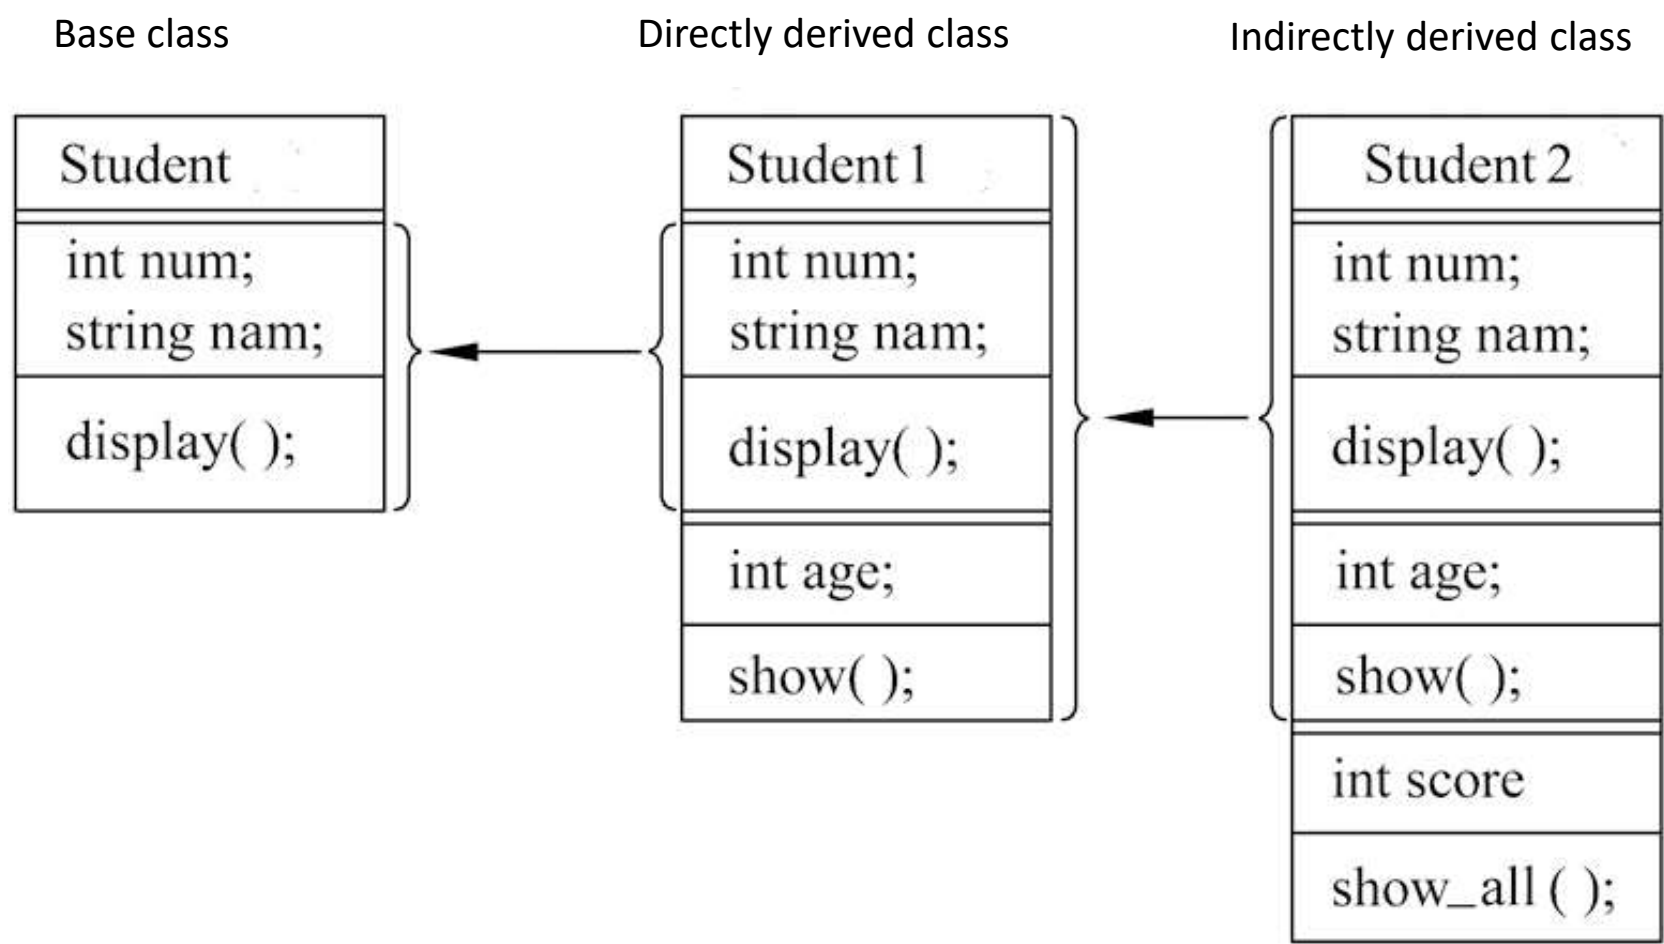 Base class
Directly derived class
Indirectly derived class
Student
int num;
string nam;
display( );
Student 1
int num;
string nam;
display( );
int age;
show( );
Student 2
int num;
string nam;
display( );
int age;
show( );
int score
show_all ( );